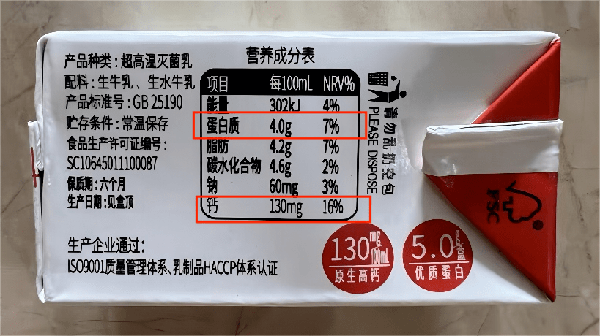 产品种类：超高温灭菌乳
配料：生牛乳、生水牛乳
产品标准号：GB 25190
贮存条件：常温保存
食品生产许可证编号：
SC10645011100087
保质期：六个月
生产日期：见盒顶
生产企业通过：
ISO9001质量管理体系、乳制品HACCP体系认证
营养成分表
项目 每100mL NRV%
能量 302kJ 4%
蛋白质 4.0g 7%
脂肪 4.2g 7%
碳水化合物 4.6g 2%
钠 60mg 3%
钙 130mg 16%
请勿乱扔空包
PLEASE DISPOSE
130mg/100mL
原生高钙
5.0
优质蛋白
FSC